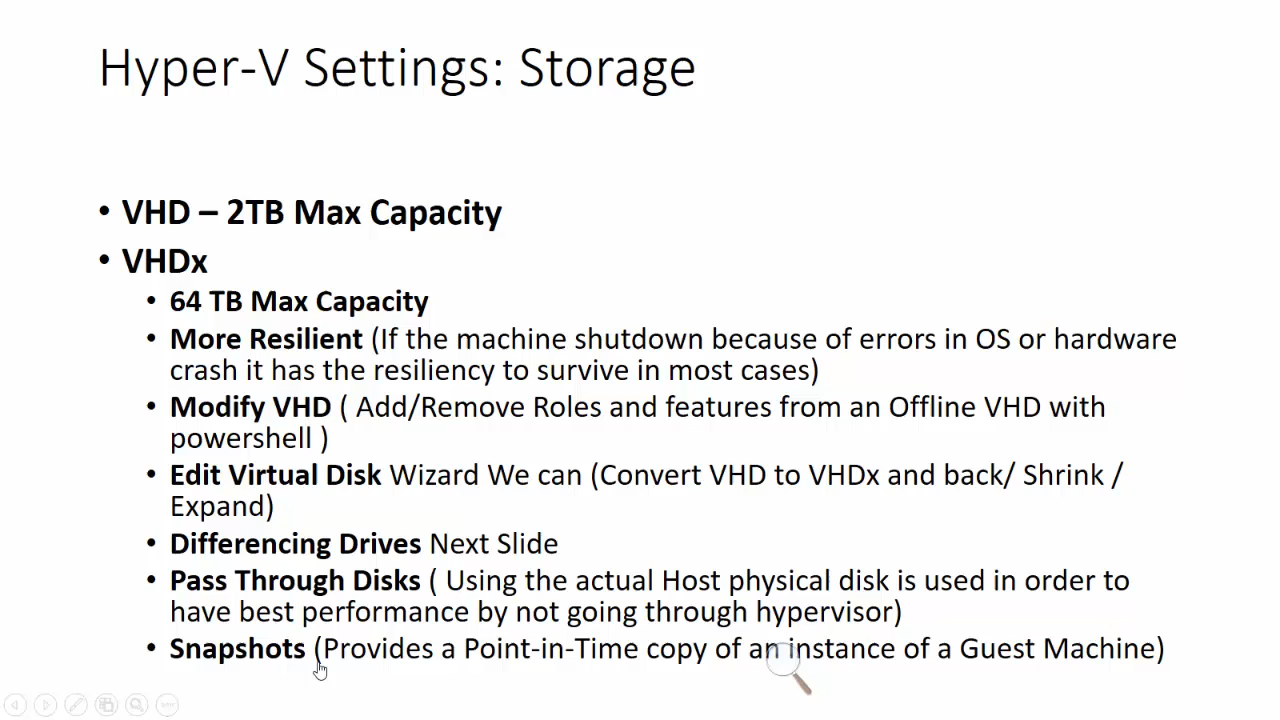 Hyper-V Settings: Storage
• VHD – 2TB Max Capacity
• VHDx
• 64 TB Max Capacity
• More Resilient (If the machine shutdown because of errors in OS or hardware
crash it has the resiliency to survive in most cases)
• Modify VHD ( Add/Remove Roles and features from an Offline VHD with
powershell )
• Edit Virtual Disk Wizard We can (Convert VHD to VHDx and back/ Shrink /
Expand)
• Differencing Drives Next Slide
• Pass Through Disks ( Using the actual Host physical disk is used in order to
have best performance by not going through hypervisor)
• Snapshots (Provides a Point-in-Time copy of an instance of a Guest Machine)